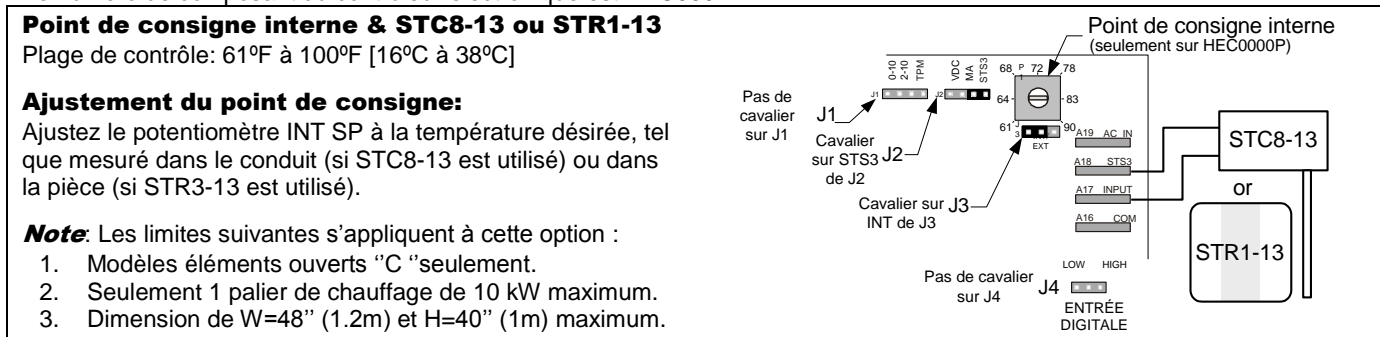 Point de consigne interne & STC8-13 ou STR1-13
Plage de contrôle: 61ºF à 100ºF [16ºC à 38ºC]
Ajustement du point de consigne:
Ajustez le potentiomètre INT SP à la température désirée, tel
que mesuré dans le conduit (si STC8-13 est utilisé) ou dans
la pièce (si STR3-13 est utilisé).
Note: Les limites suivantes s’appliquent à cette option :
1. Modèles éléments ouverts ‘’C ‘’seulement.
2. Seulement 1 palier de chauffage de 10 kW maximum.
3. Dimension de W=48’’ (1.2m) et H=40’’ (1m) maximum.
Point de consigne interne
(seulement sur HEC0000P)
0-10
2-10
TPM
VDC
MA
STS3
68 P 72 78
1
J1
J2
64
83
61
J
3
90
EXT
Pas de
cavalier
sur J1
J1
Cavalier
sur STS3
de J2
J2
Cavalier sur
INT de J3
J3
A19 AC IN
A18 STS3
A17 INPUT
A16 COM
STC8-13
or
STR1-13
Pas de cavalier
sur J4
J4
LOW HIGH
ENTRÉE
DIGITALE